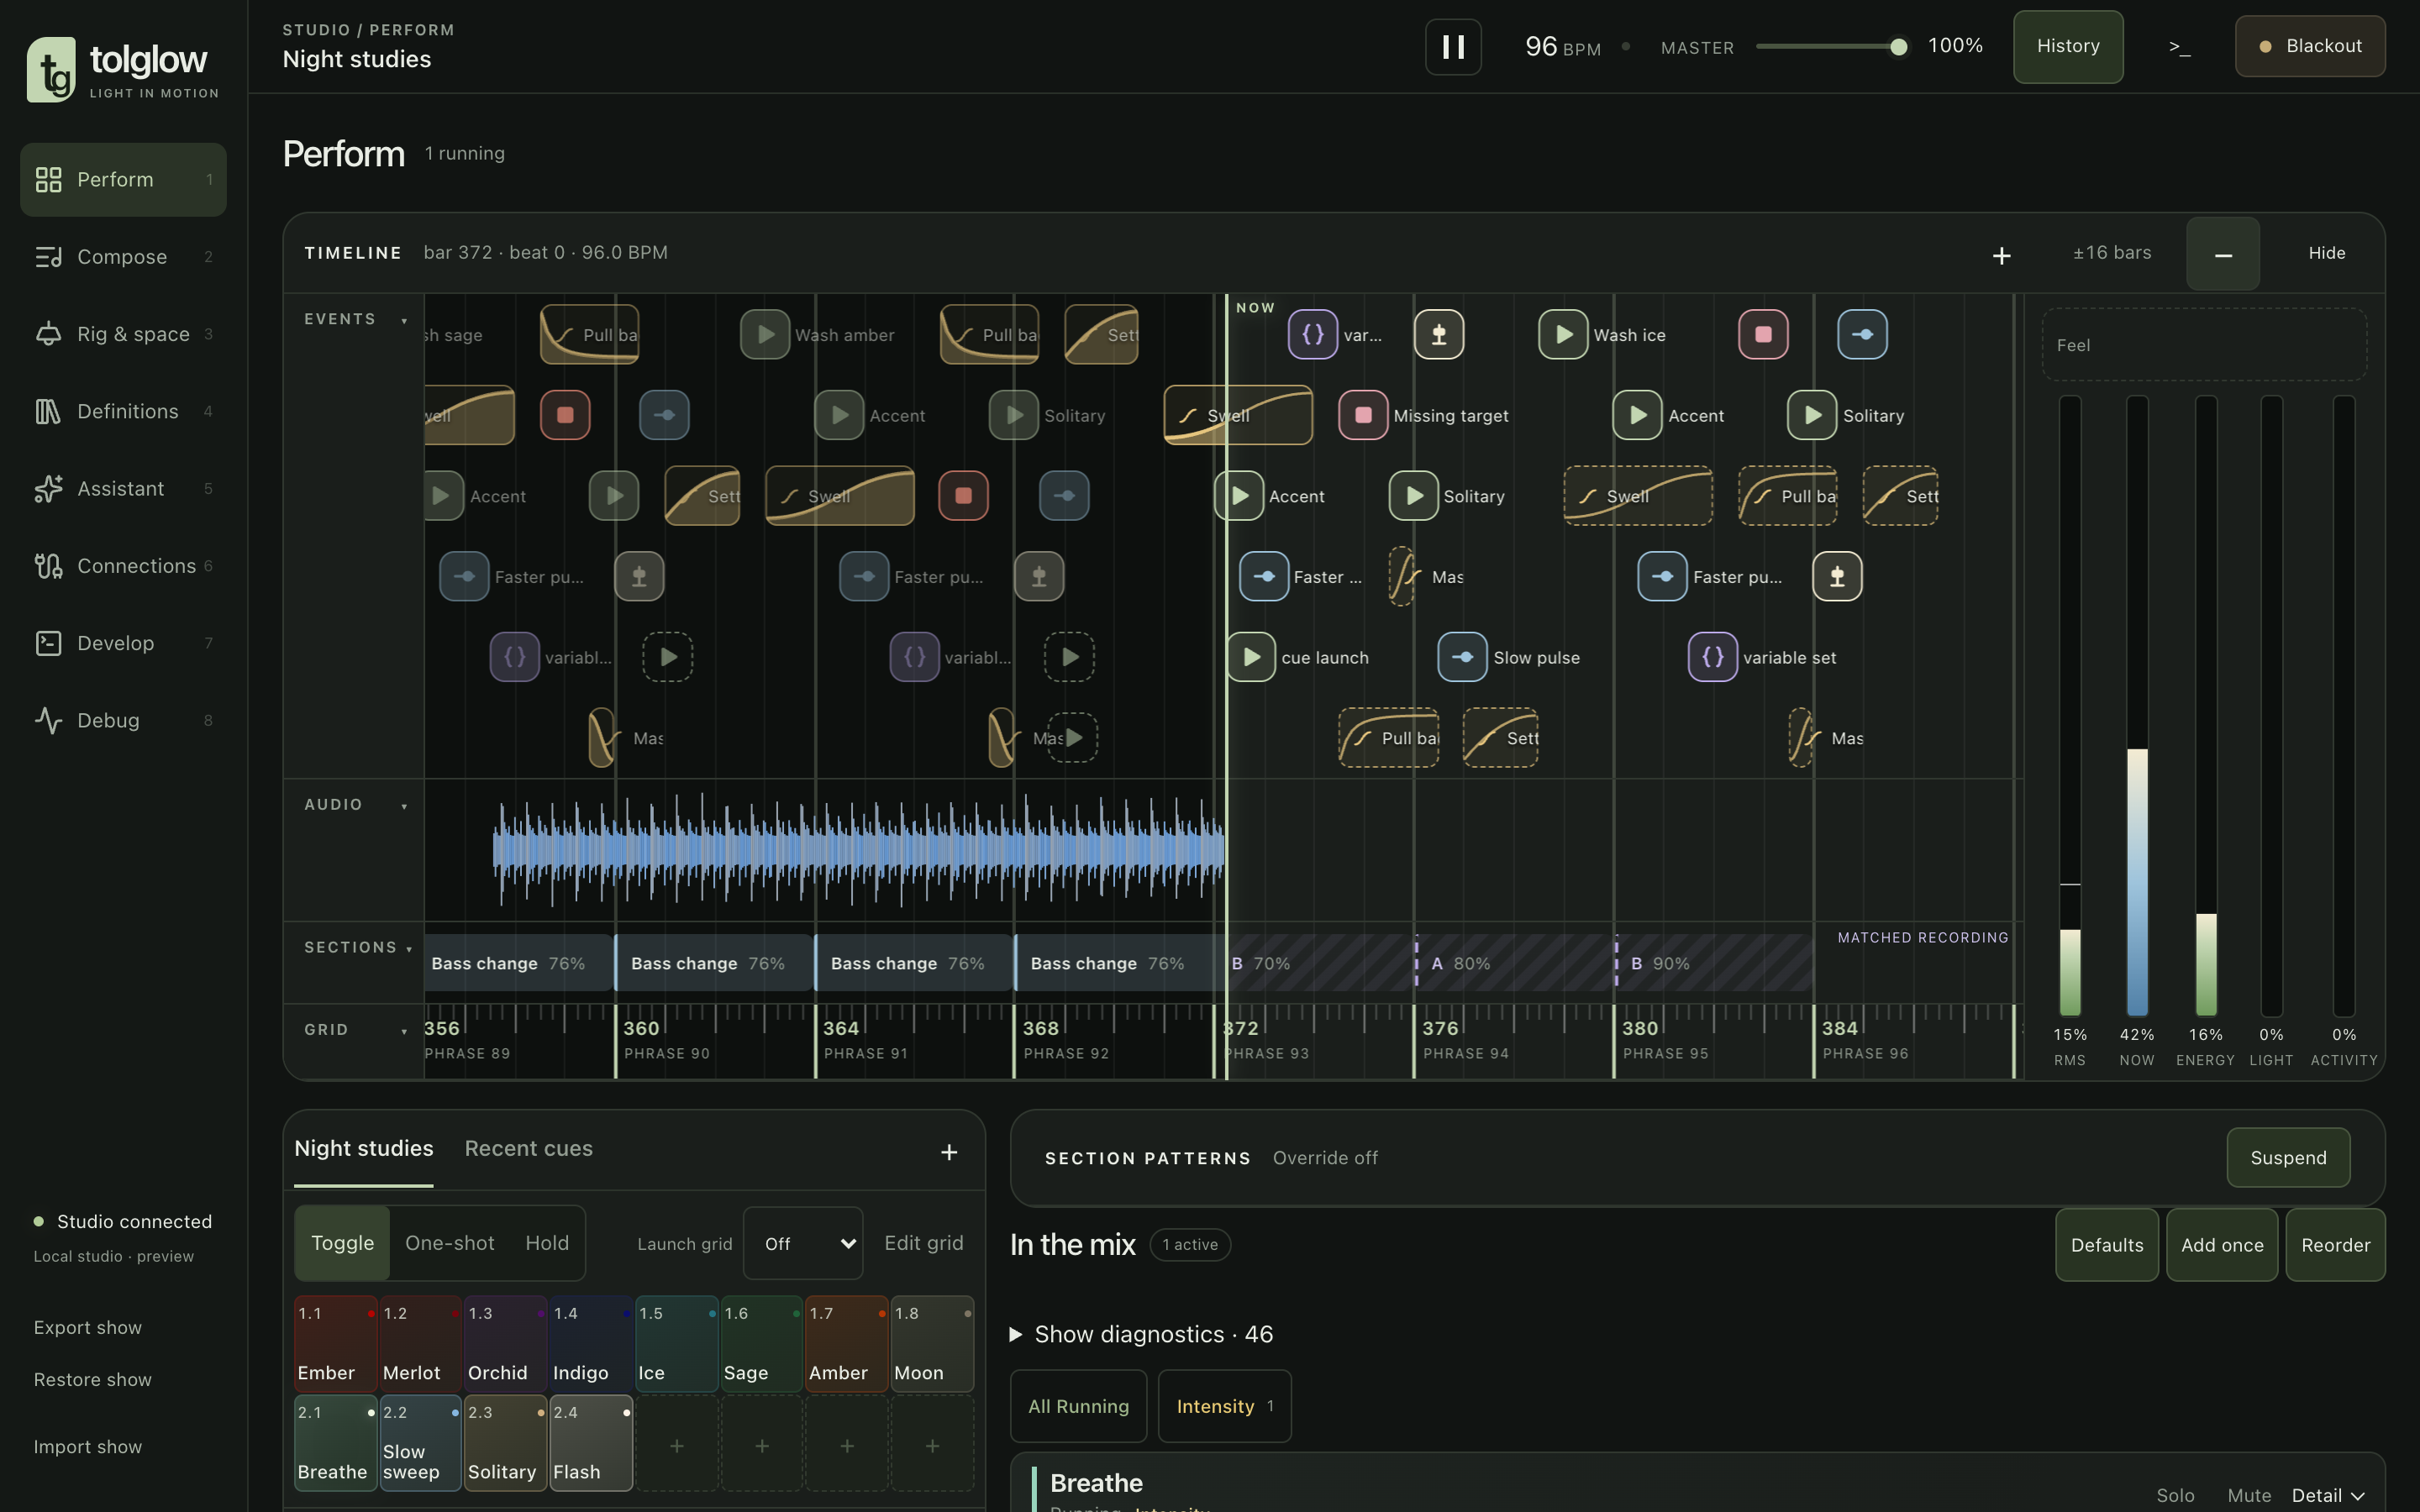 tg tolglow
LIGHT IN MOTION
Perform 1
Compose 2
Rig & space 3
Definitions 4
Assistant 5
Connections 6
Develop 7
Debug 8
Studio connected
Local studio · preview
Export show
Restore show
Import show
STUDIO / PERFORM
Night studies
96 BPM
MASTER
100%
History
>_
Blackout
Perform 1 running
TIMELINE bar 372 · beat 0 · 96.0 BPM
+ ±16 bars − Hide
EVENTS
NOW
sh sage Pull ba Wash amber Pull ba Sett var... Wash ice
well Accent Solitary Swell Missing target Accent Solitary
Accent Sett Swell Accent Solitary Swell Pull ba Sett
Faster pu... Faster pu... Faster ... Mas Faster pu...
variabl... variabl... cue launch Slow pulse variable set
Mas Mas Pull ba Sett Mas
AUDIO
SECTIONS
Bass change 76% Bass change 76% Bass change 76% Bass change 76% B 70% A 80% B 90%
MATCHED RECORDING
GRID
356 360 364 368 372 376 380 384
PHRASE 89 PHRASE 90 PHRASE 91 PHRASE 92 PHRASE 93 PHRASE 94 PHRASE 95 PHRASE 96
Feel
15% 42% 16% 0% 0%
RMS NOW ENERGY LIGHT ACTIVITY
Night studies Recent cues +
Toggle One-shot Hold Launch grid Off Edit grid
1.1 1.2 1.3 1.4 1.5 1.6 1.7 1.8
Ember Merlot Orchid Indigo Ice Sage Amber Moon
2.1 2.2 2.3 2.4
Breathe Slow sweep Solitary Flash + + + +
SECTION PATTERNS Override off
Suspend
In the mix 1 active
Defaults Add once Reorder
Show diagnostics · 46
All Running Intensity 1
Breathe
Running Intensity
Solo Mute Detail